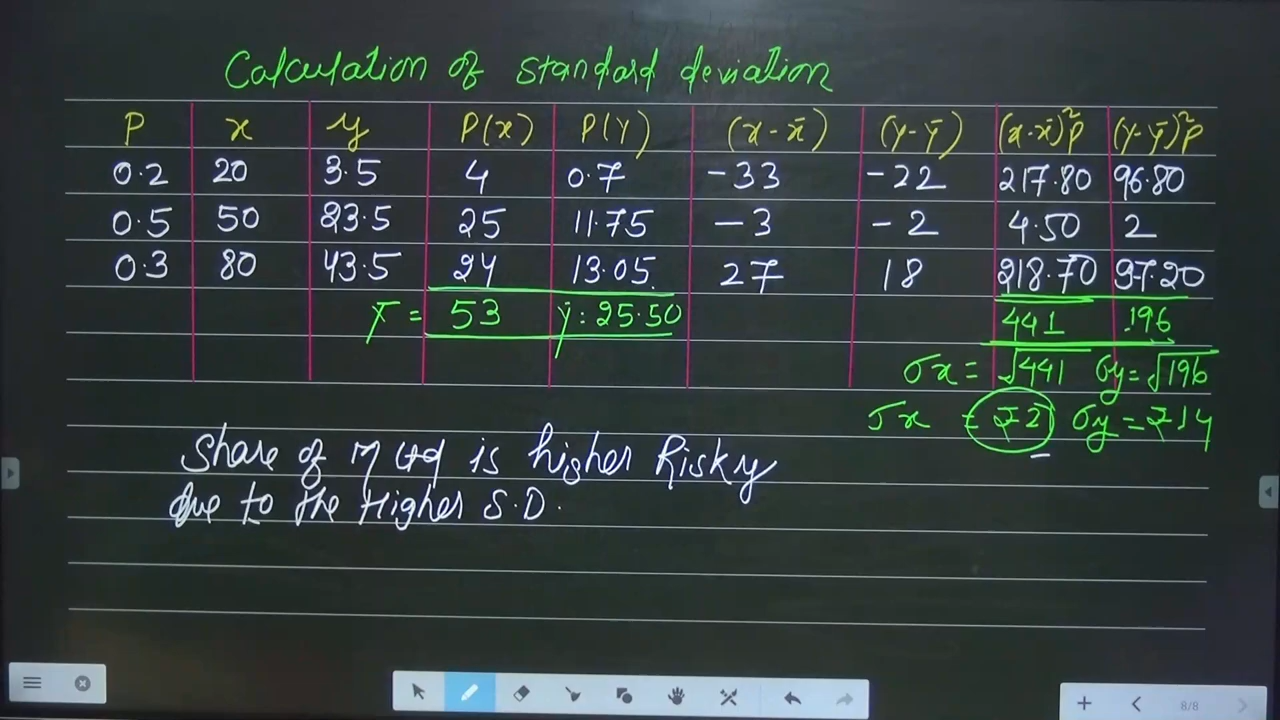 Calculation of standard deviation
P x y P(x) P(Y) (x-x̄) (y-ȳ) (x-x̄)²P (y-ȳ)²P
0.2 20 3.5 4 0.7 -33 -22 217.80 96.80
0.5 50 23.5 25 11.75 -3 -2 4.50 2
0.3 80 43.5 24 13.05 27 18 218.70 97.20
x̄ = 53 ȳ: 25.50 441 196
σx = √441 σy = √196
σx = ₹21 σy = ₹14
Share of M Ltd is higher Risky
due to the Higher S.D.
8/8